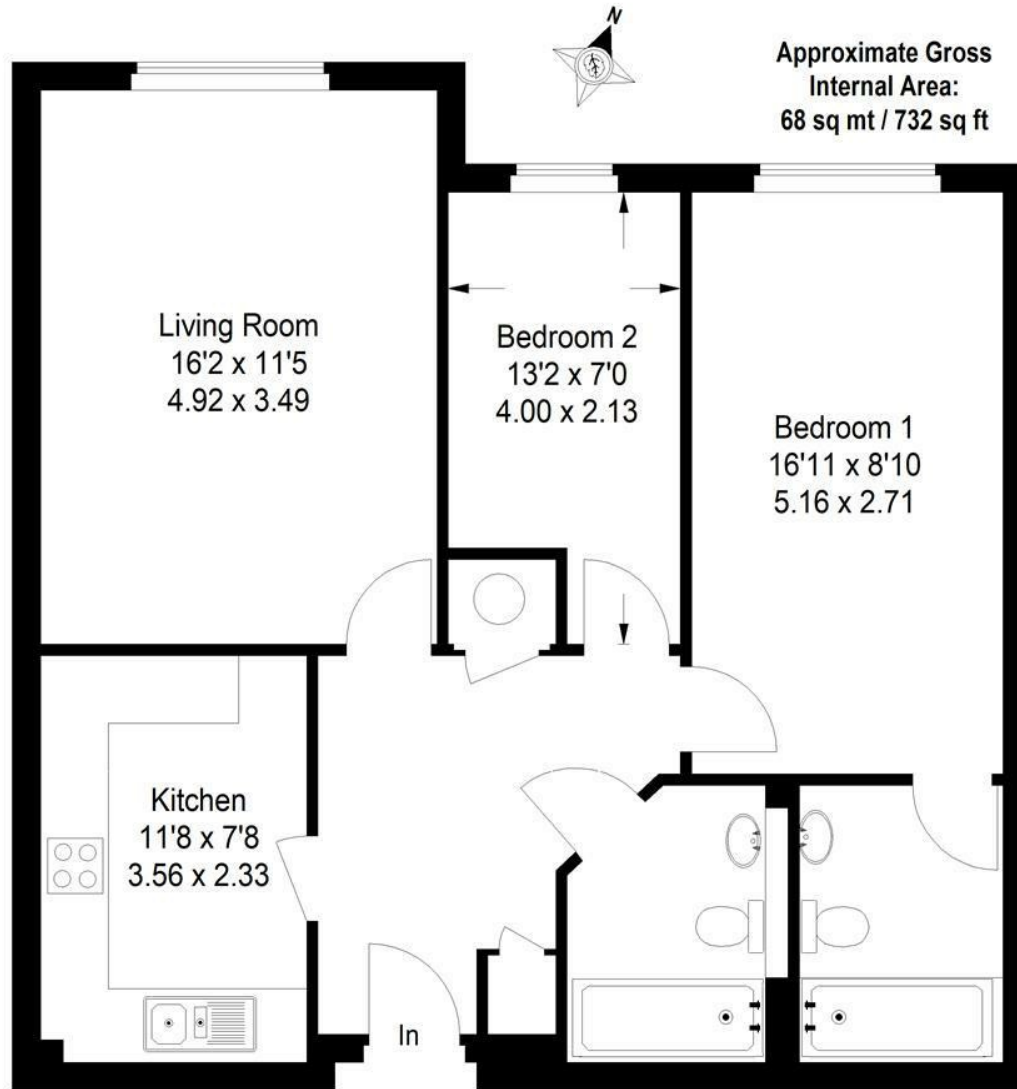 N
Approximate Gross
Internal Area:
68 sq mt / 732 sq ft
Living Room
16'2 x 11'5
4.92 x 3.49
Bedroom 2
13'2 x 7'0
4.00 x 2.13
Bedroom 1
16'11 x 8'10
5.16 x 2.71
Kitchen
11'8 x 7'8
3.56 x 2.33
In